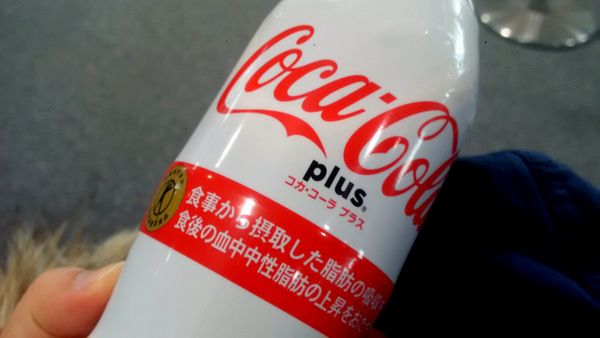 Coca-Cola
plus®
コカ・コーラ プラス
食事から摂取した脂肪の吸収
食後の血中中性脂肪の上昇をお